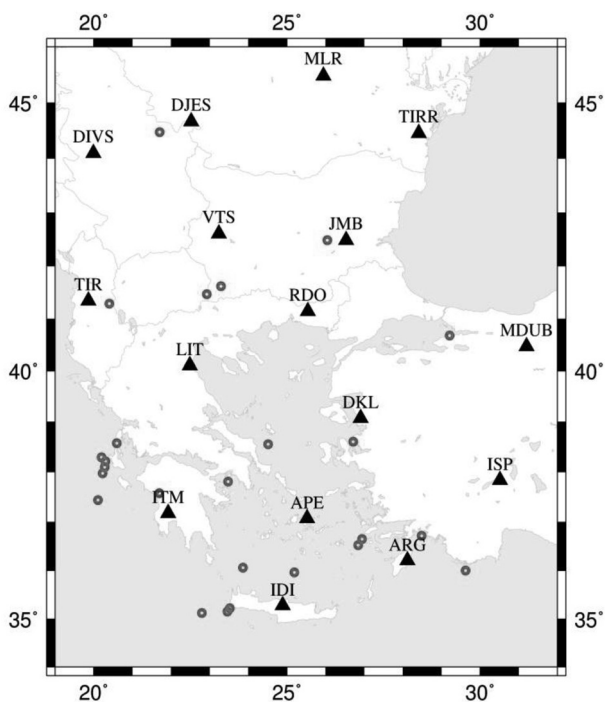 20° 25° 30°
MLR
45° 45°
DJES
TIRR
DIVS
VTS JMB
TIR
RDO
MDUB
LIT
40° 40°
DKL
ISP
ITM APE
ARG
IDI
35° 35°
20° 25° 30°